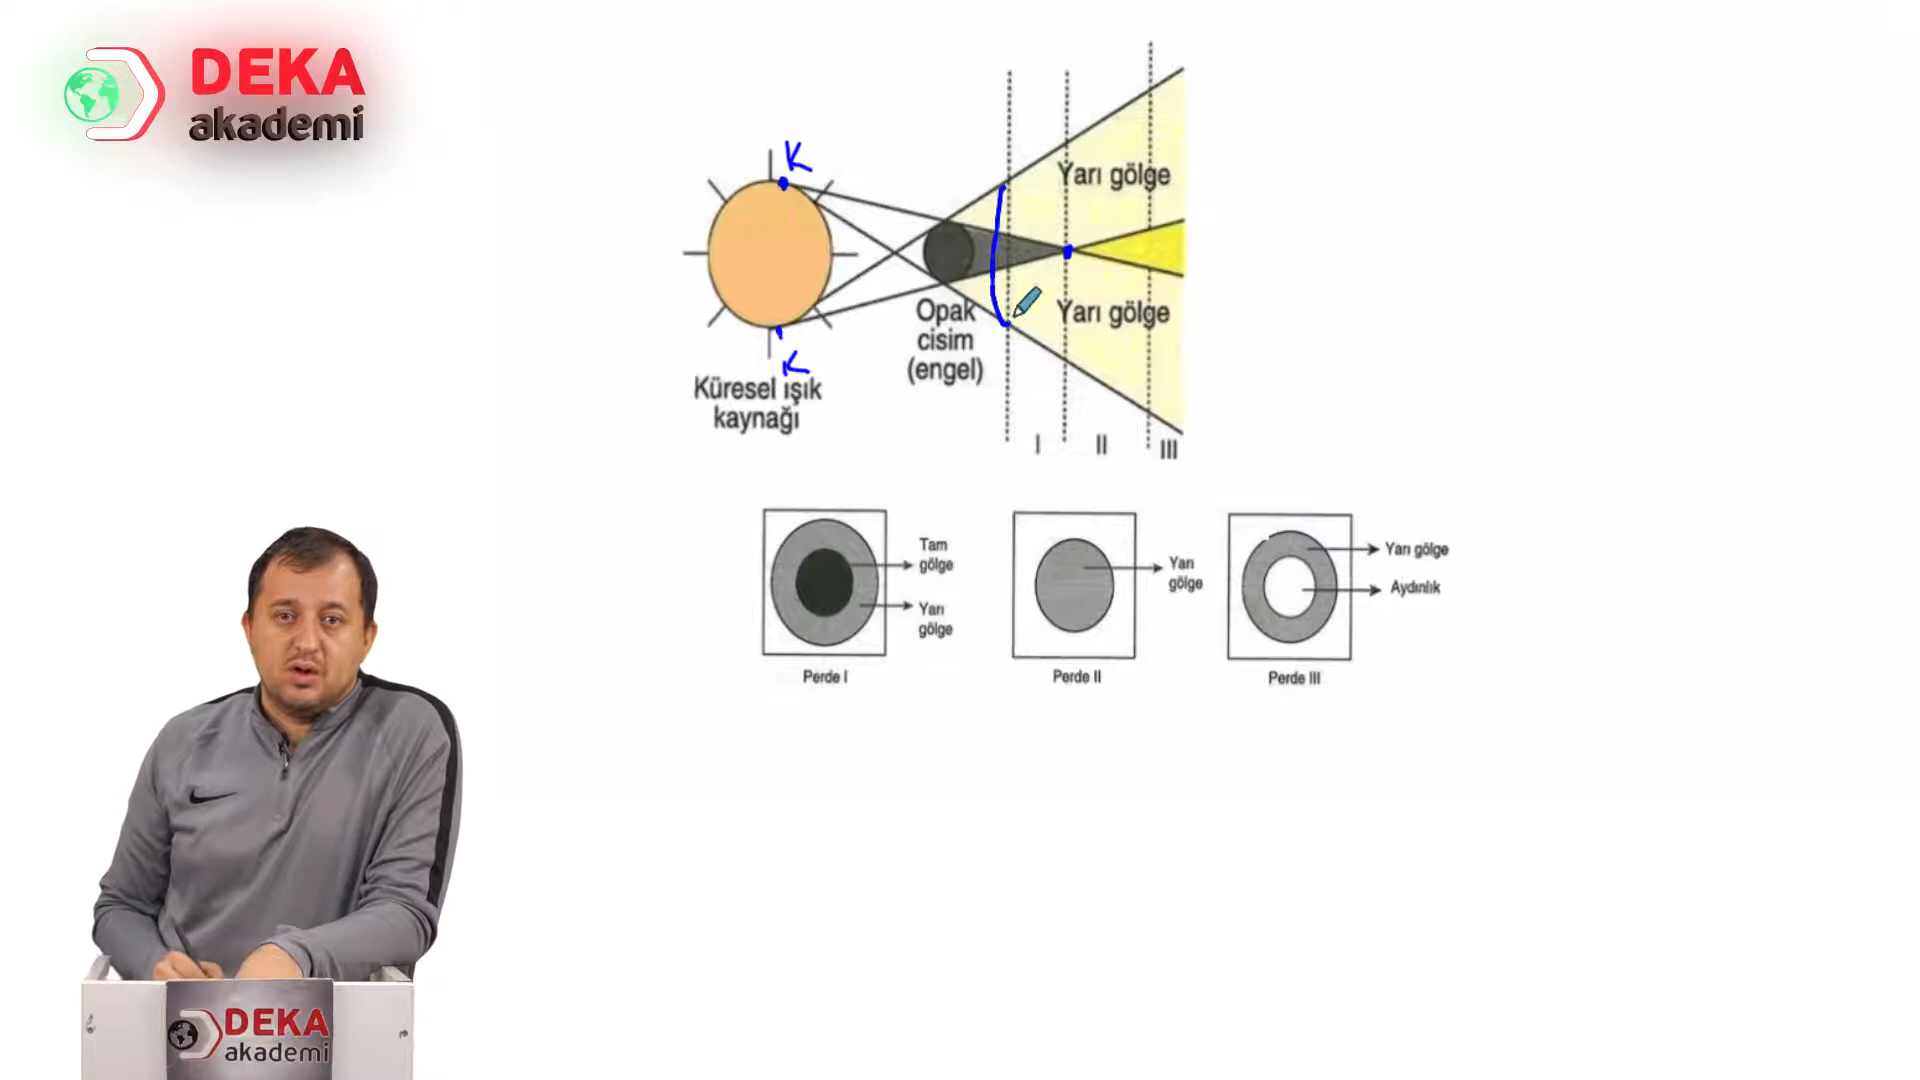 DEKA
akademi
K
Yarı gölge
Opak
cisim
(engel)
Yarı gölge
K
Küresel ışık
kaynağı
I
II
III
Tam
gölge
Yarı
gölge
Perde I
Yarı
gölge
Perde II
Yarı gölge
Aydınlık
Perde III
DEKA
akademi